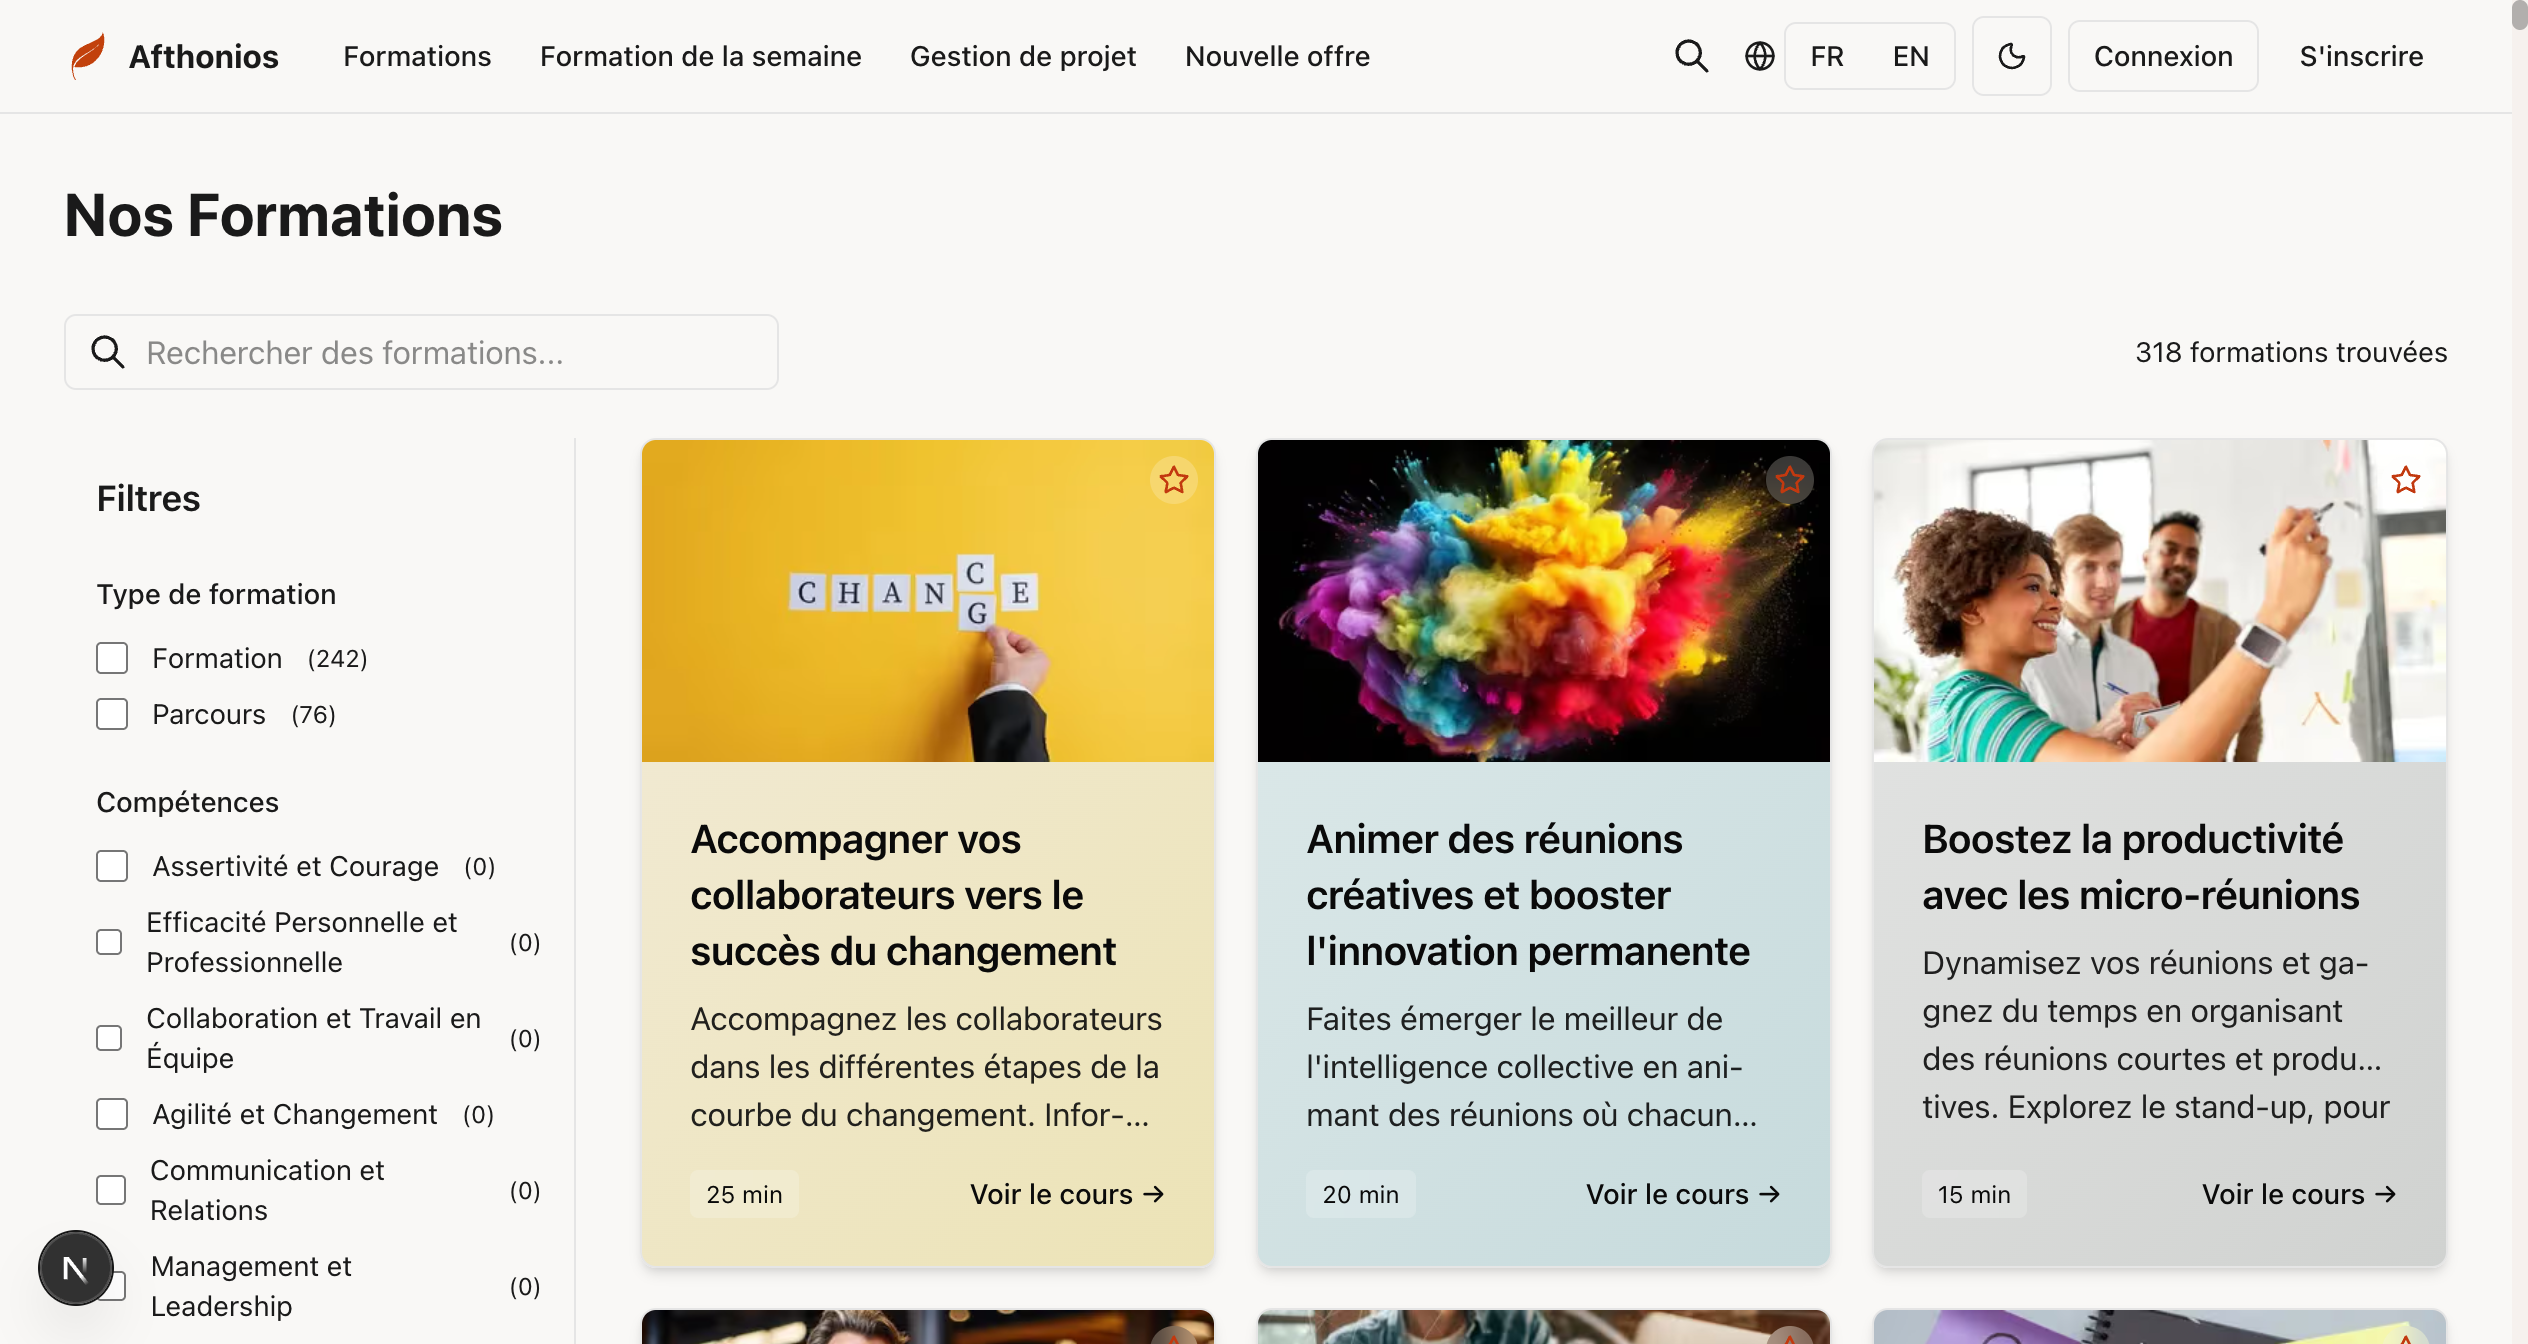 Afthonios
Formations
Formation de la semaine
Gestion de projet
Nouvelle offre
FR
EN
Connexion
S'inscrire
Nos Formations
Rechercher des formations...
318 formations trouvées
Filtres
Type de formation
Formation (242)
Parcours (76)
Compétences
Assertivité et Courage (0)
Efficacité Personnelle et
Professionnelle
(0)
Collaboration et Travail en
Équipe
(0)
Agilité et Changement (0)
Communication et
Relations
(0)
Management et
Leadership
(0)
N
C H A N C E
G
Accompagner vos
collaborateurs vers le
succès du changement
Accompagnez les collaborateurs
dans les différentes étapes de la
courbe du changement. Infor-...
25 min
Voir le cours →
Animer des réunions
créatives et booster
l'innovation permanente
Faites émerger le meilleur de
l'intelligence collective en ani-
mant des réunions où chacun...
20 min
Voir le cours →
Boostez la productivité
avec les micro-réunions
Dynamisez vos réunions et ga-
gnez du temps en organisant
des réunions courtes et produ...
tives. Explorez le stand-up, pour
15 min
Voir le cours →